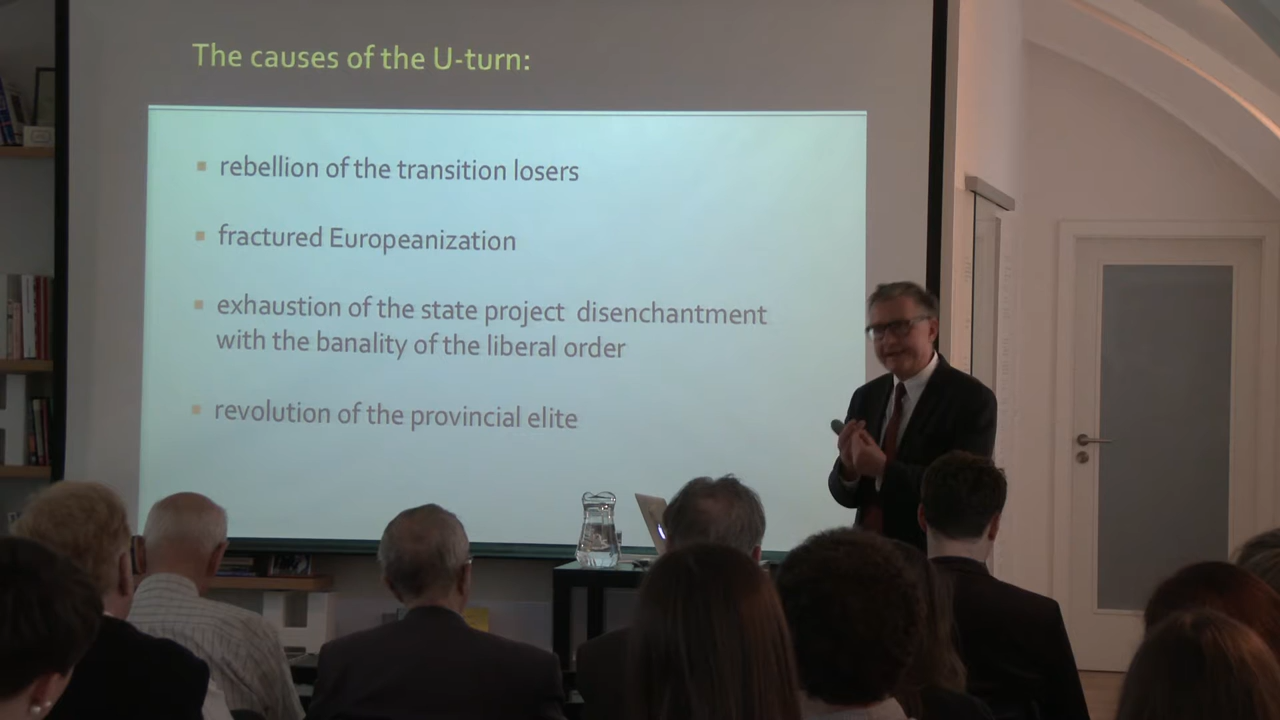 The causes of the U-turn:
rebellion of the transition losers
fractured Europeanization
exhaustion of the state project disenchantment
with the banality of the liberal order
revolution of the provincial elite